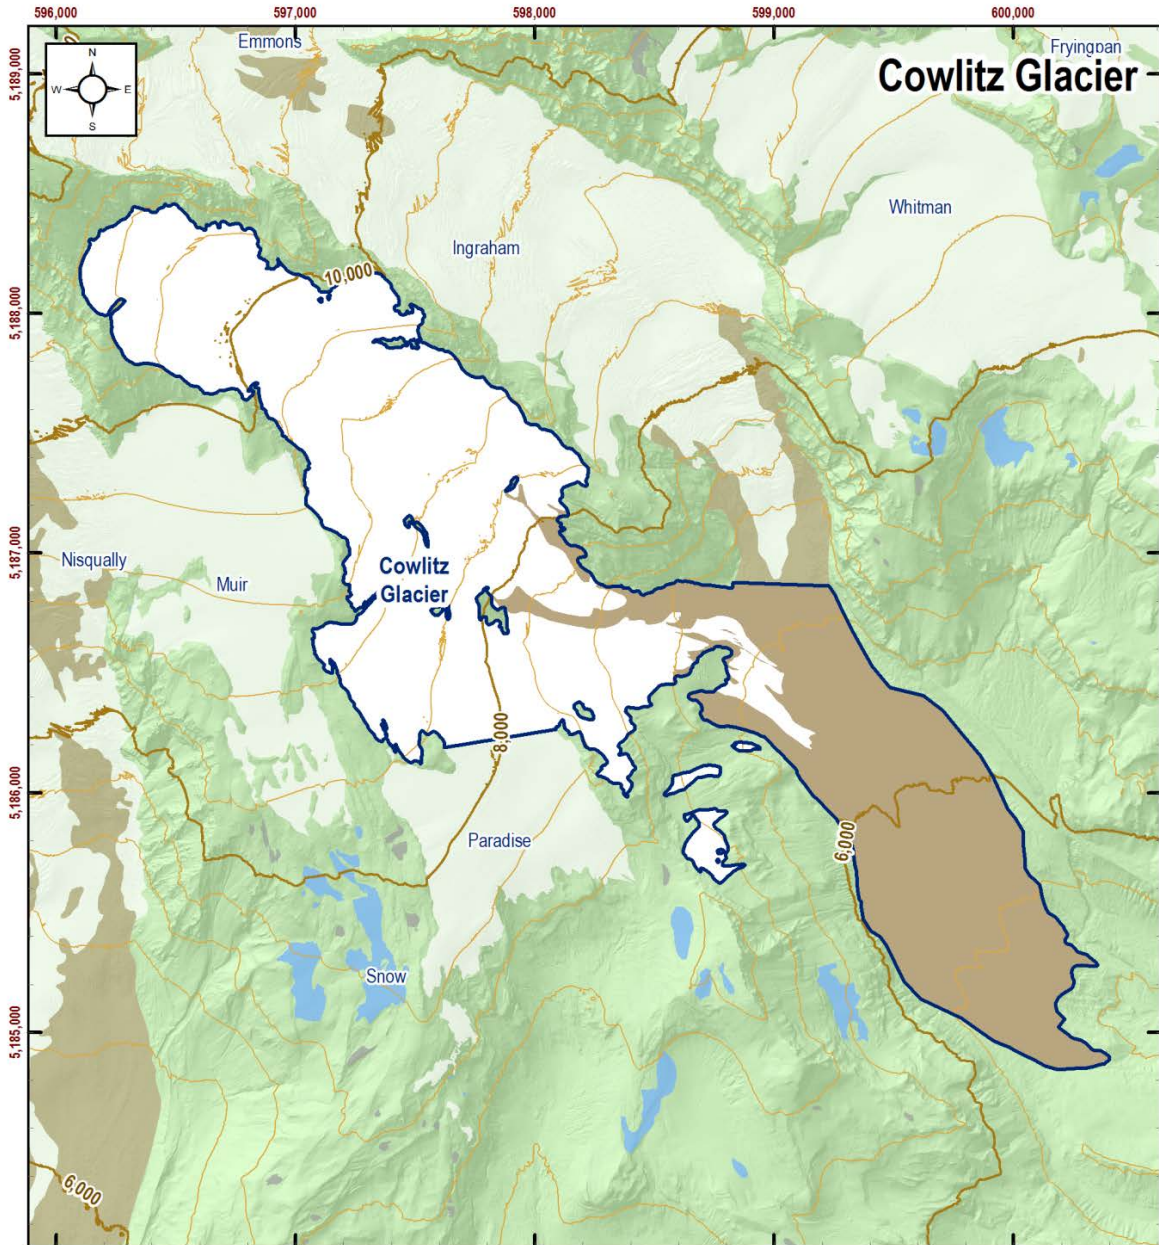 596,000
597,000
598,000
599,000
600,000
Emmons
Fryingpan
Cowlitz Glacier
N
W
E
S
5,189,000
Whitman
Ingraham
10,000
5,188,000
5,187,000
Nisqually
Muir
Cowlitz
Glacier
8,000
5,186,000
Paradise
6,000
Snow
5,185,000
6,000